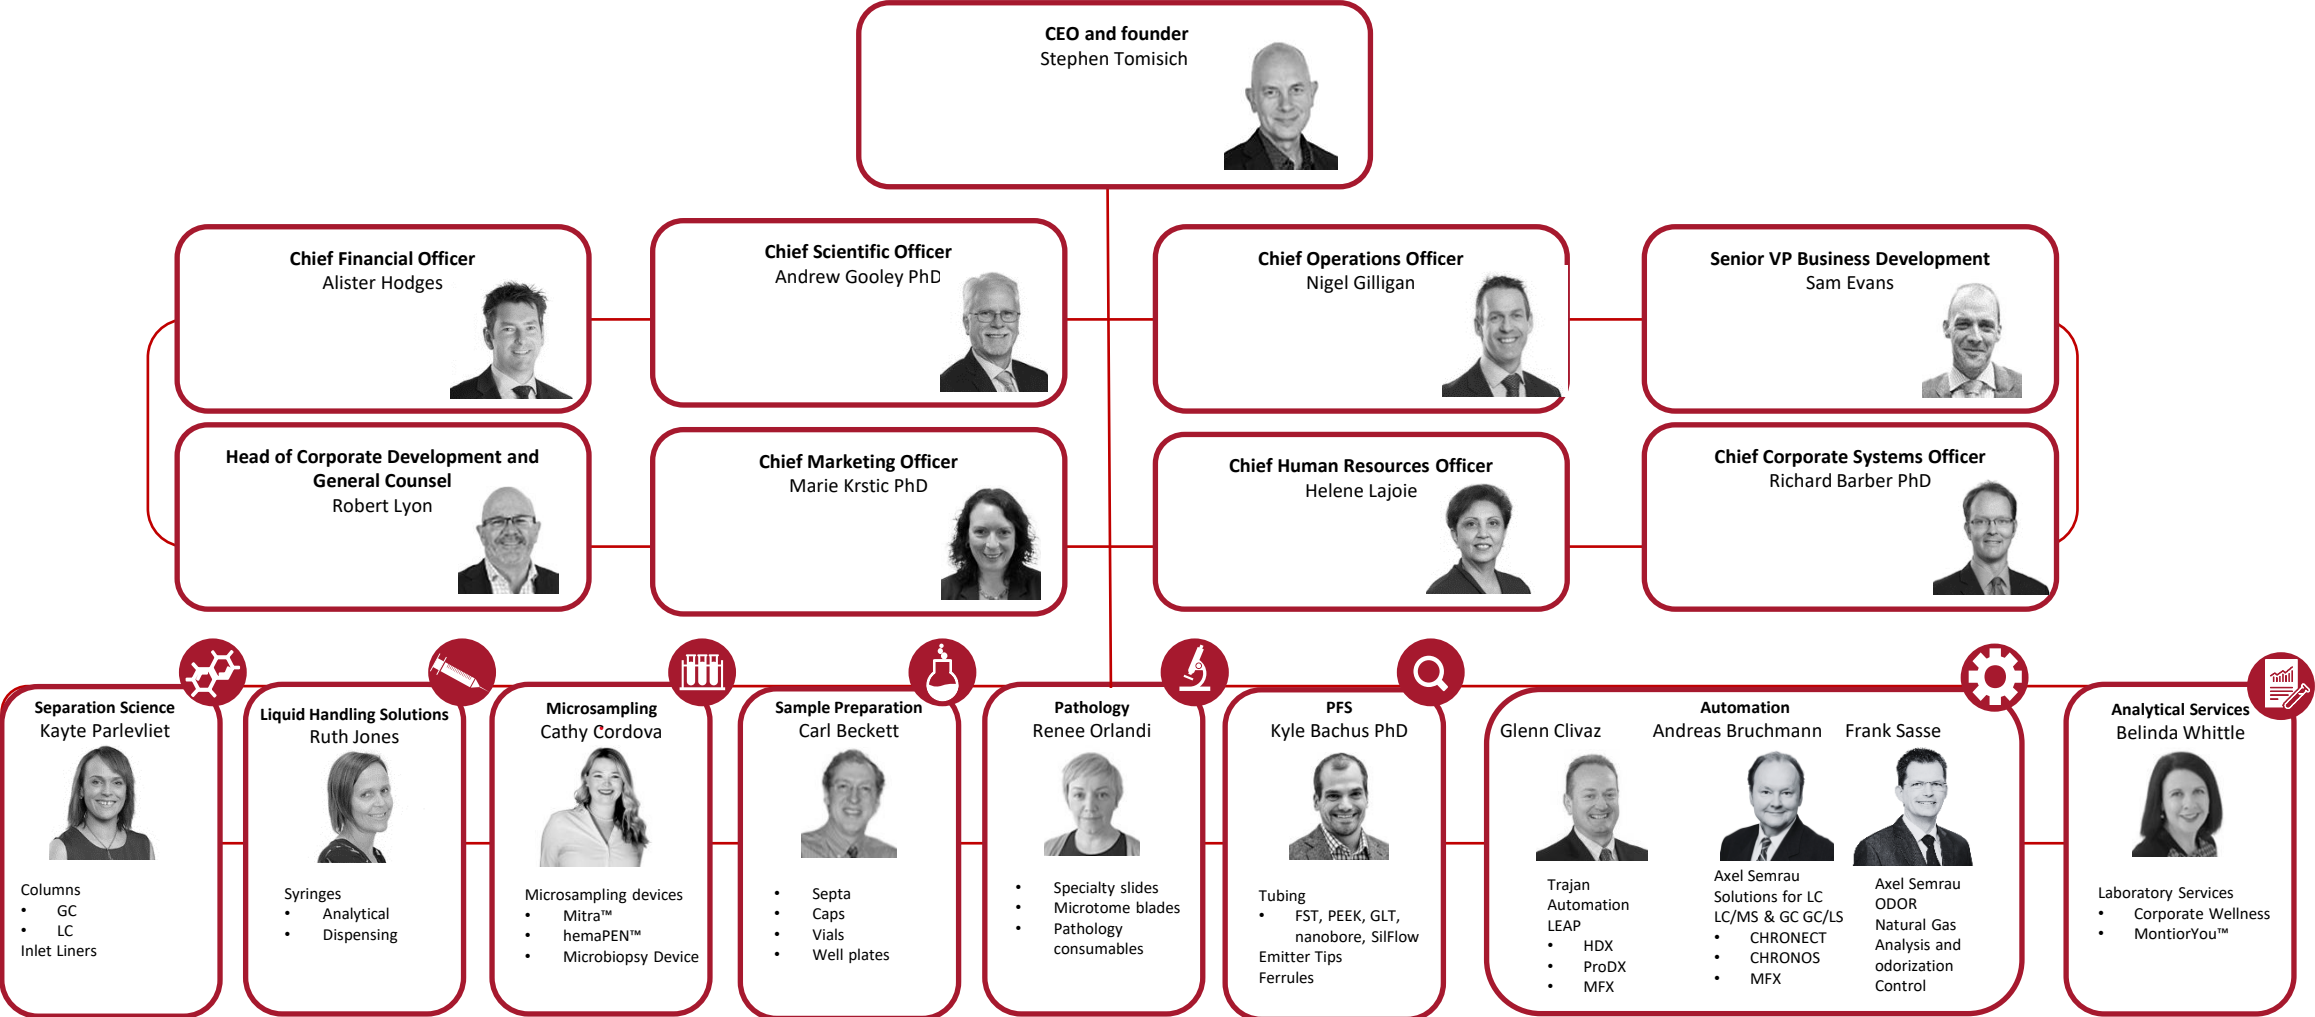 CEO and founder
Stephen Tomisich
Chief Financial Officer
Alister Hodges
Chief Scientific Officer
Andrew Gooley PhD
Chief Operations Officer
Nigel Gilligan
Senior VP Business Development
Sam Evans
Head of Corporate Development and
General Counsel
Robert Lyon
Chief Marketing Officer
Marie Krstic PhD
Chief Human Resources Officer
Helene Lajoie
Chief Corporate Systems Officer
Richard Barber PhD
Separation Science
Kayte Parlevliet
Columns
• GC
• LC
Inlet Liners
Liquid Handling Solutions
Ruth Jones
Syringes
• Analytical
• Dispensing
Microsampling
Cathy Cordova
Microsampling devices
• Mitra™
• hemaPEN™
• Microbiopsy Device
Sample Preparation
Carl Beckett
• Septa
• Caps
• Vials
• Well plates
Pathology
Renee Orlandi
• Specialty slides
• Microtome blades
• Pathology
consumables
PFS
Kyle Bachus PhD
Tubing
• FST, PEEK, GLT,
nanobore, SilFlow
Emitter Tips
Ferrules
Automation
Glenn Clivaz
Trajan
Automation
LEAP
• HDX
• ProDX
• MFX
Andreas Bruchmann
Axel Semrau
Solutions for LC
LC/MS & GC GC/LS
• CHRONECT
• CHRONOS
• MFX
Frank Sasse
Axel Semrau
ODOR
Natural Gas
Analysis and
odorization
Control
Analytical Services
Belinda Whittle
Laboratory Services
• Corporate Wellness
• MontiorYou™